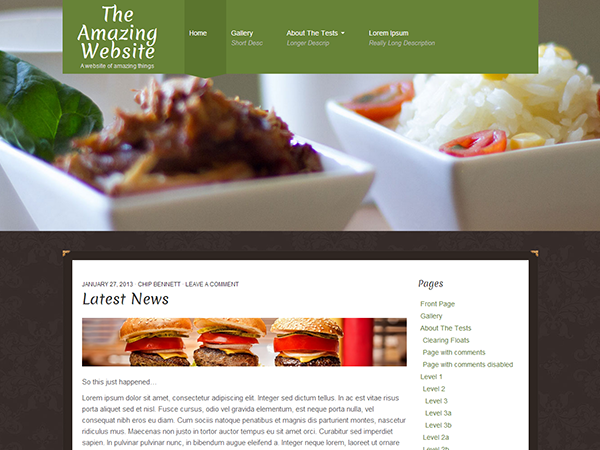 The
Amazing
Website
A website of amazing things
Home
Gallery
Short Desc
About The Tests
Longer Descrip
Lorem Ipsum
Really Long Description
JANUARY 27, 2013 · CHIP BENNETT · LEAVE A COMMENT
Latest News
So this just happened…
Lorem ipsum dolor sit amet, consectetur adipiscing elit. Integer sed dictum tellus. In ac est vitae risus
porta aliquet sed et nisl. Fusce cursus, odio vel gravida elementum, est neque porta nulla, vel
consequat nibh eros eu diam. Cum sociis natoque penatibus et magnis dis parturient montes, nascetur
ridiculus mus. Maecenas non justo in tortor auctor tempus eu sit amet orci. Curabitur sed imperdiet
sapien. In pulvinar pulvinar nunc, in bibendum augue eleifend a. Integer neque lorem, laoreet ut ornare
Pages
Front Page
Gallery
About The Tests
Clearing Floats
Page with comments
Page with comments disabled
Level 1
Level 2
Level 3
Level 3a
Level 3b
Level 2a
Level 2b